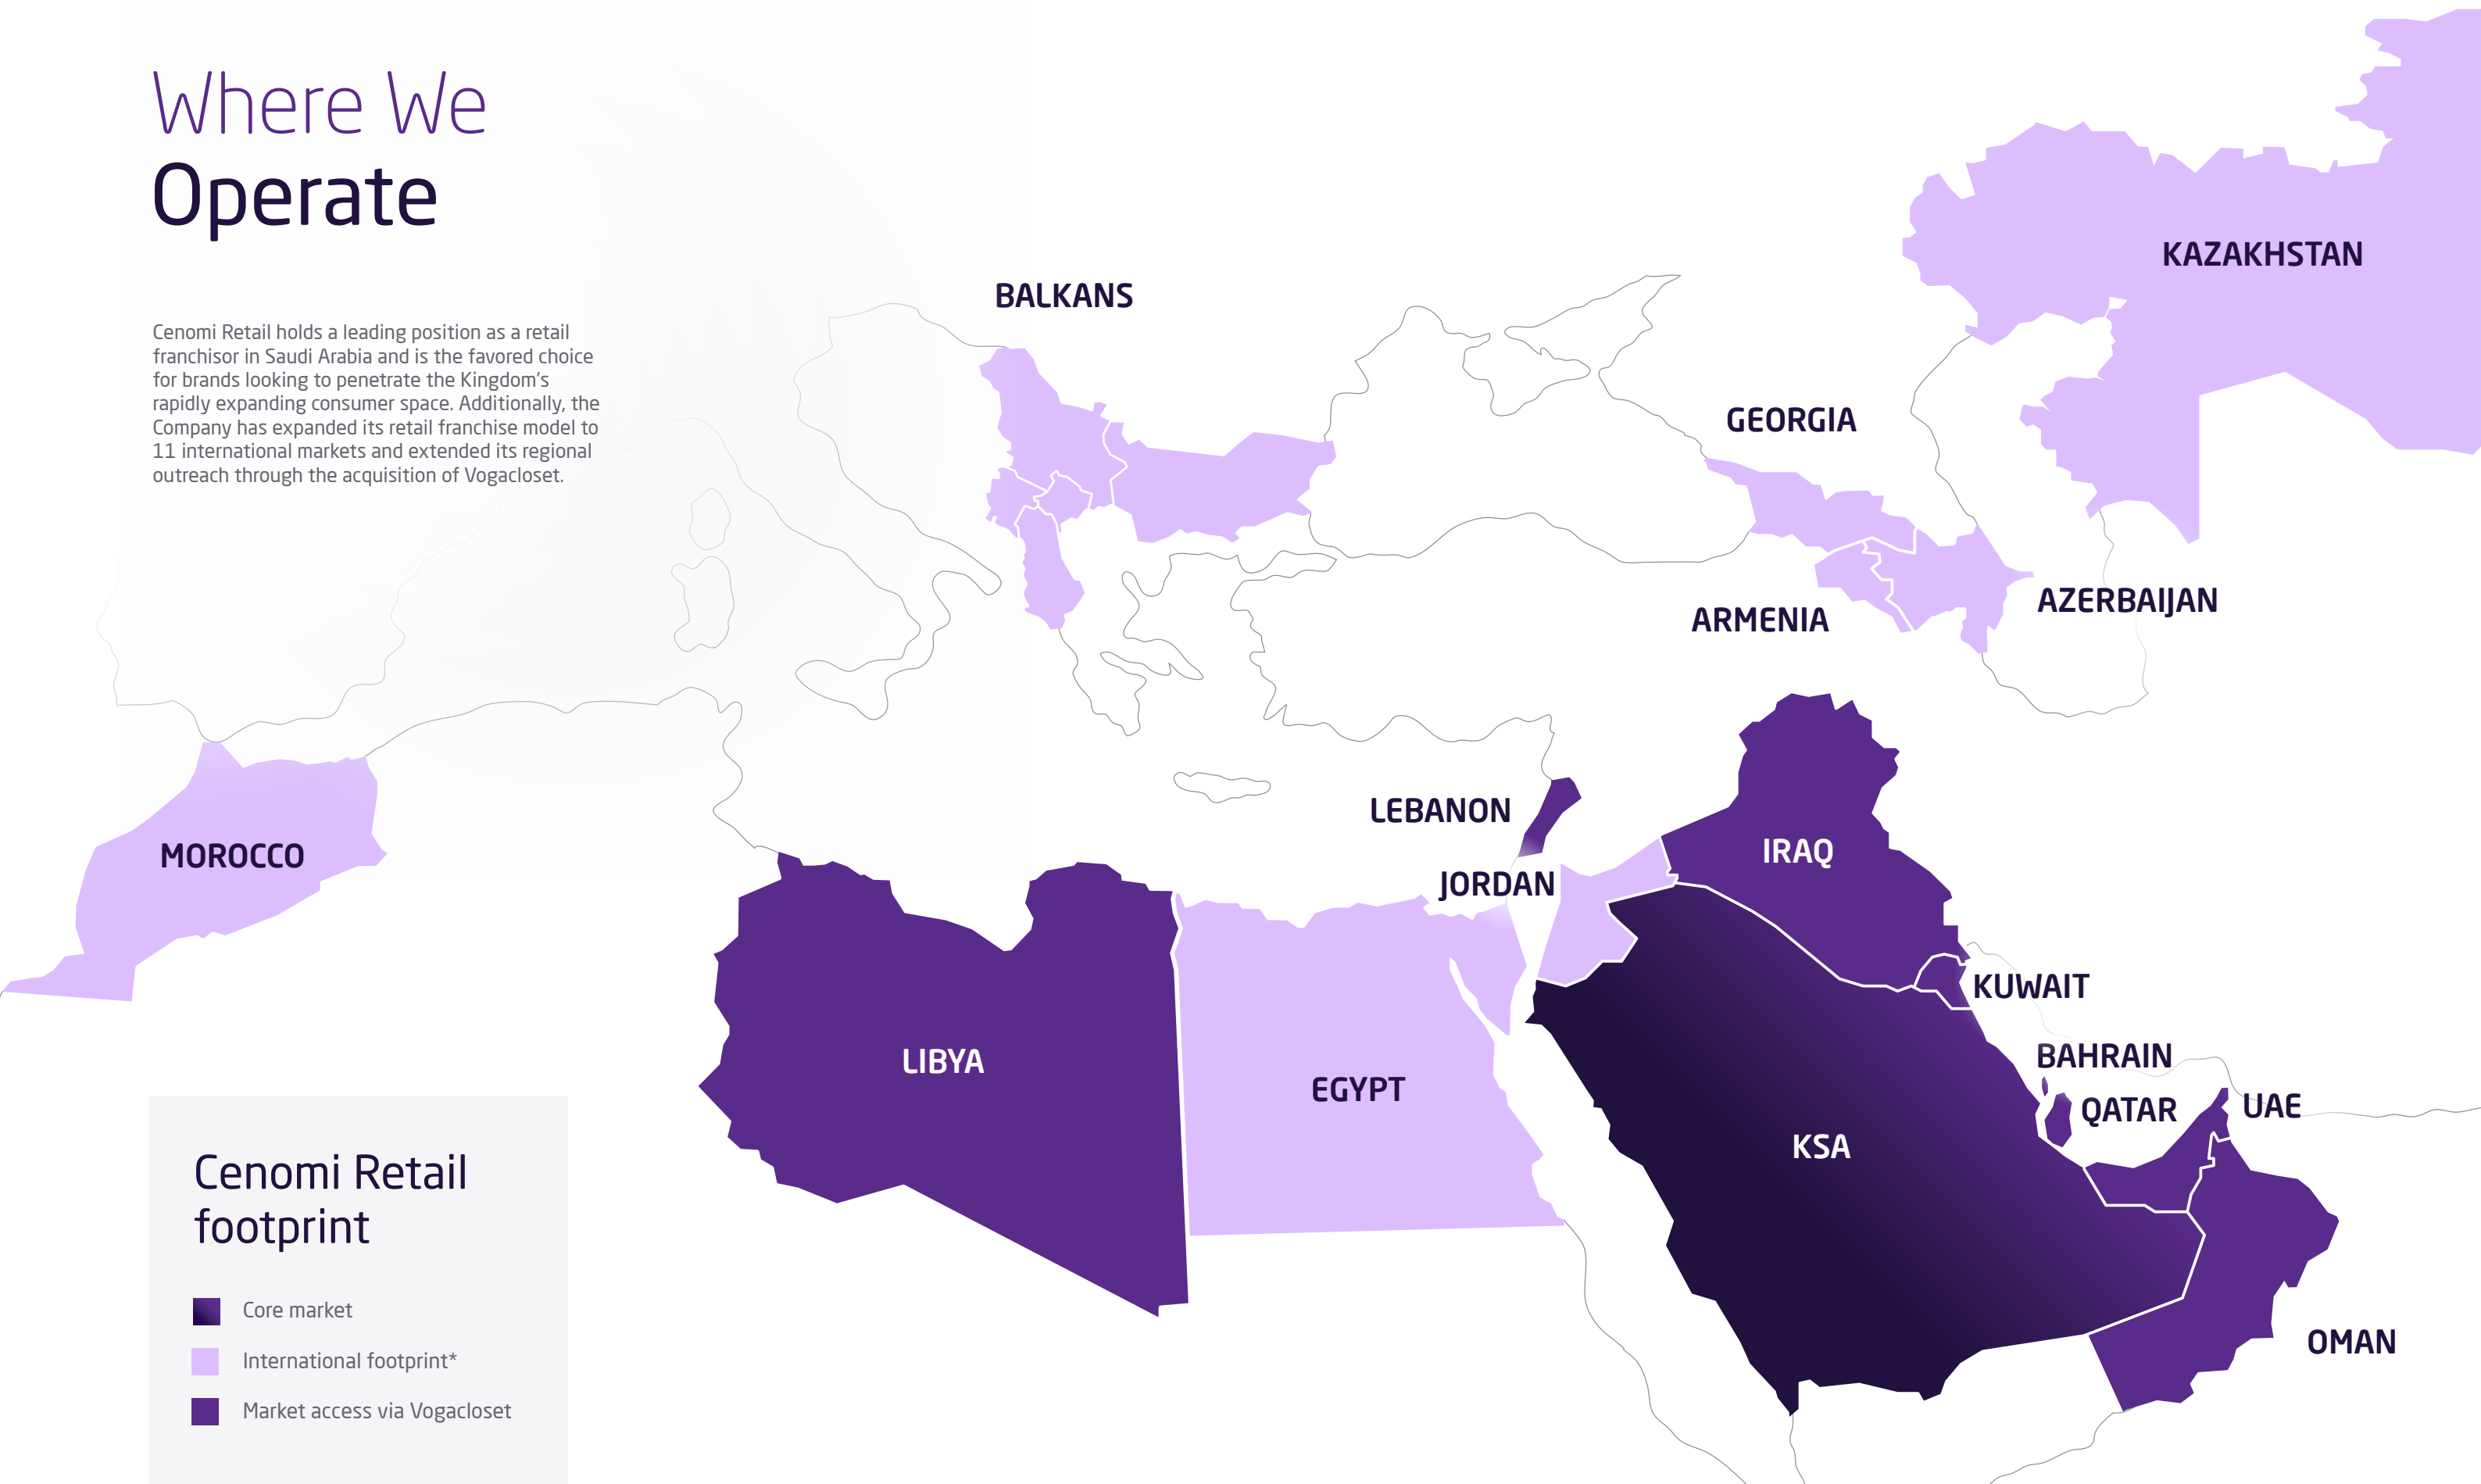 Where We
Operate
Cenomi Retail holds a leading position as a retail
franchisor in Saudi Arabia and is the favored choice
for brands looking to penetrate the Kingdom's
rapidly expanding consumer space. Additionally, the
Company has expanded its retail franchise model to
11 international markets and extended its regional
outreach through the acquisition of Vogacloset.
BALKANS
KAZAKHSTAN
GEORGIA
AZERBAIJAN
ARMENIA
LEBANON
MOROCCO
IRAQ
JORDAN
KUWAIT
LIBYA
BAHRAIN
EGYPT
QATAR
UAE
KSA
OMAN
Cenomi Retail
footprint
Core market
International footprint*
Market access via Vogacloset